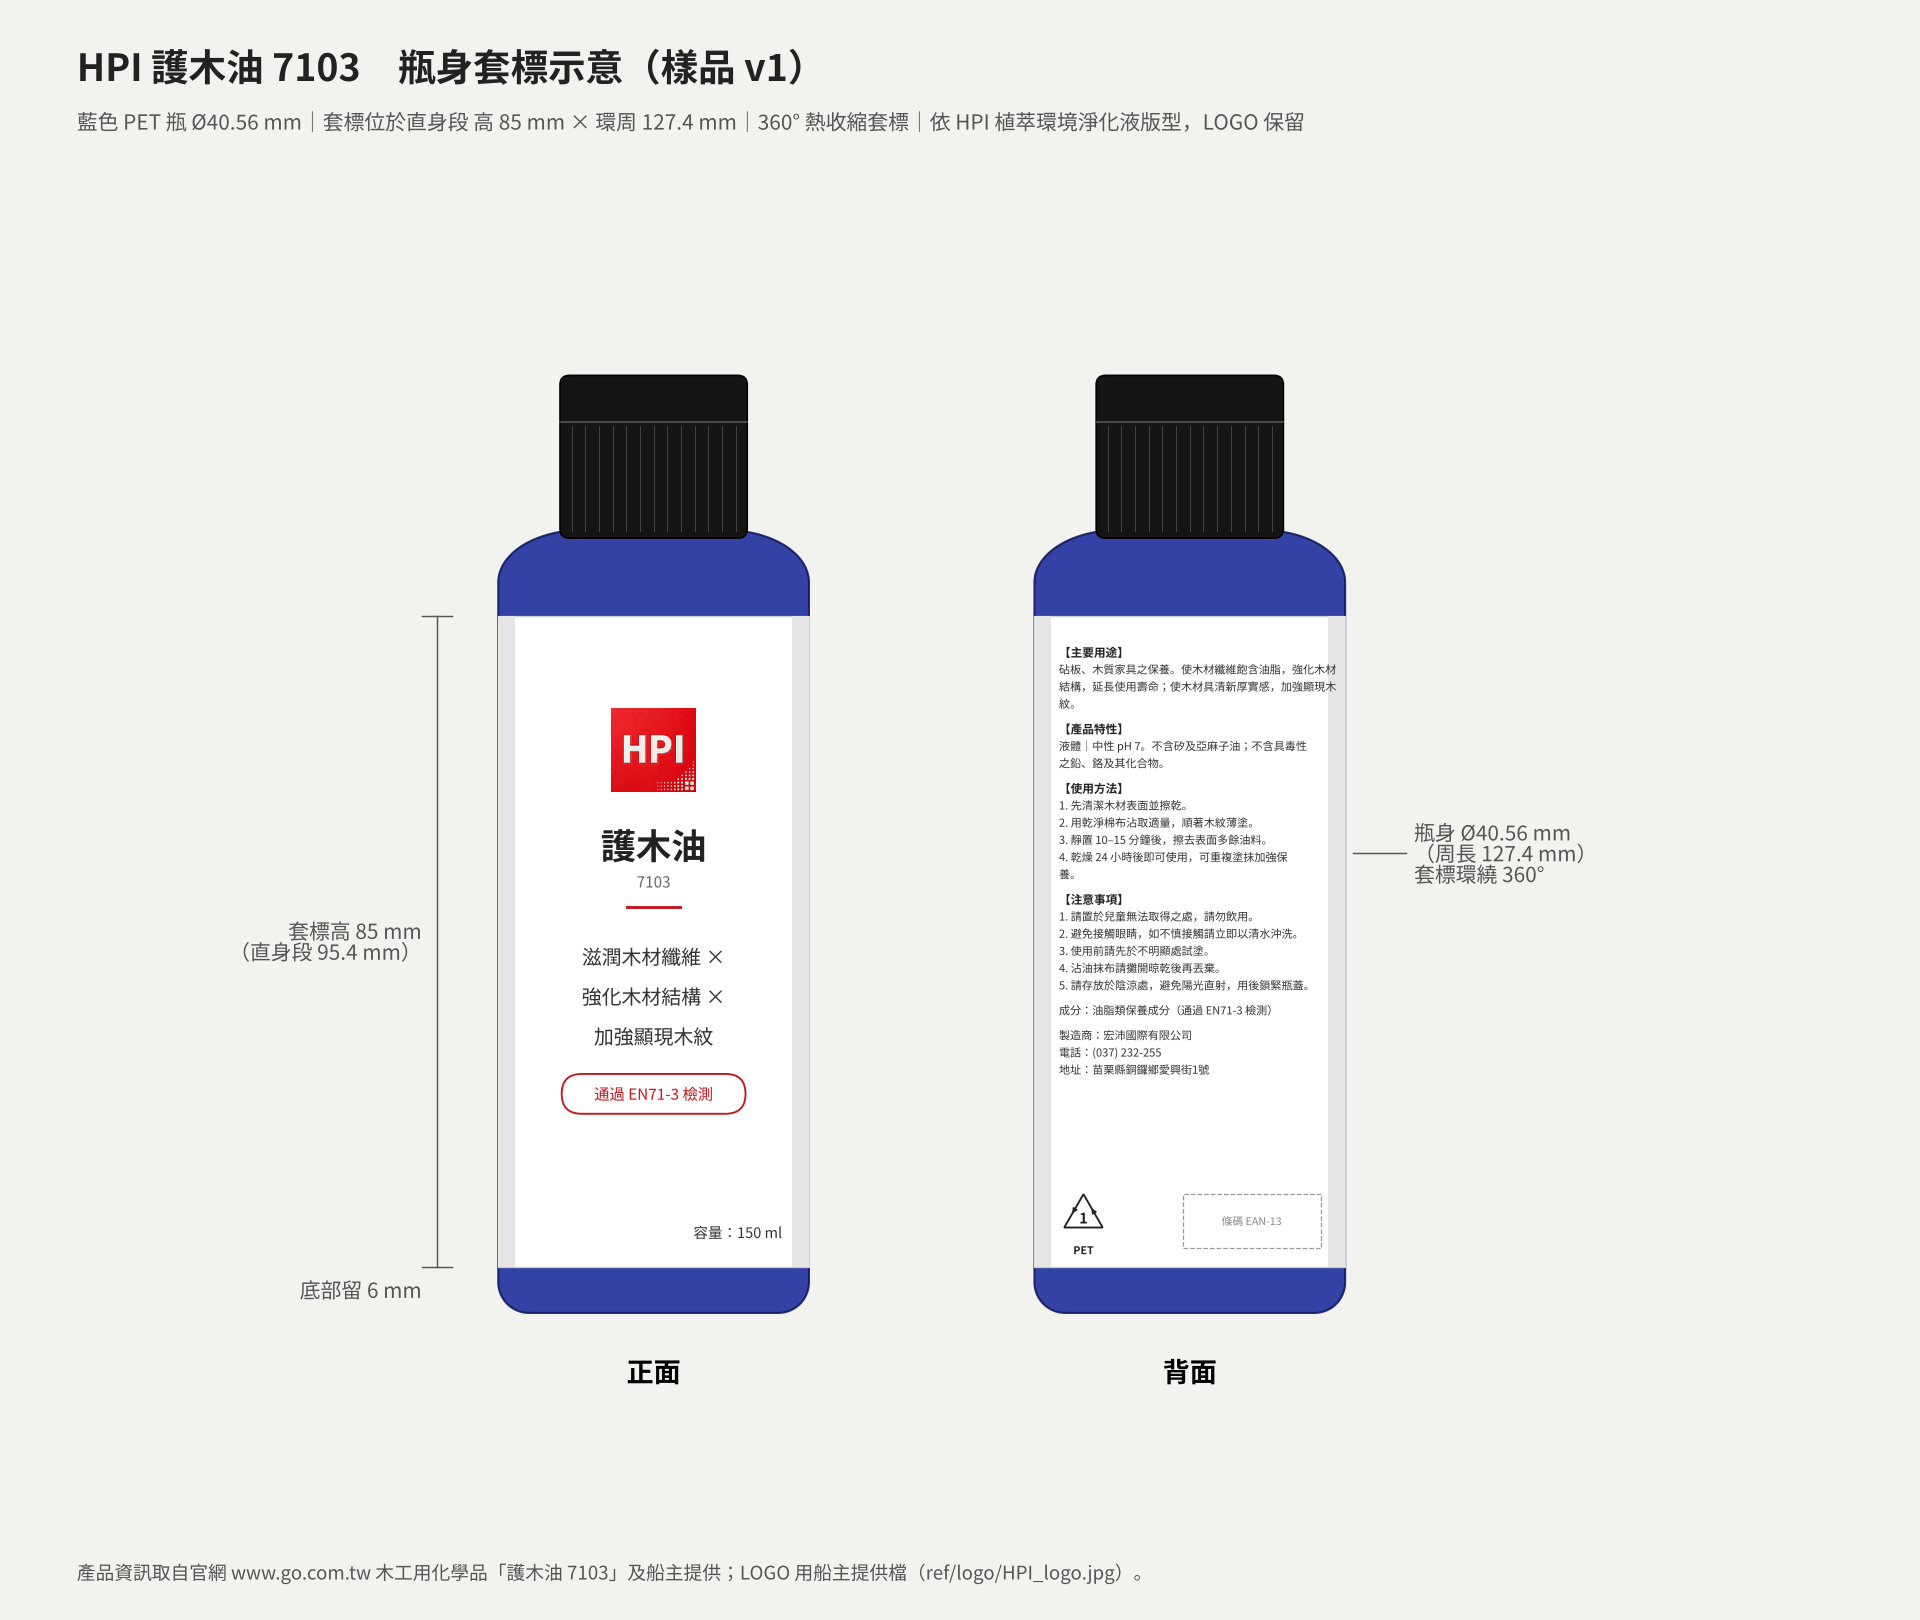 HPI 護木油 7103　瓶身套標示意（樣品 v1）
藍色 PET 瓶 Ø40.56 mm｜套標位於直身段 高 85 mm × 環周 127.4 mm｜360° 熱收縮套標｜依 HPI 植萃環境淨化液版型，LOGO 保留
套標高 85 mm
（直身段 95.4 mm）
底部留 6 mm
HPI
護木油
7103
滋潤木材纖維 ×
強化木材結構 ×
加強顯現木紋
通過 EN71-3 檢測
容量：150 ml
正面
【主要用途】
砧板、木質家具之保養。使木材纖維飽含油脂，強化木材
結構，延長使用壽命；使木材具清新厚實感，加強顯現木
紋。
【產品特性】
液體｜中性 pH 7。不含矽及亞麻子油；不含具毒性
之鉛、鉻及其化合物。
【使用方法】
1. 先清潔木材表面並擦乾。
2. 用乾淨棉布沾取適量，順著木紋薄塗。
3. 靜置 10–15 分鐘後，擦去表面多餘油料。
4. 乾燥 24 小時後即可使用，可重複塗抹加強保
養。
【注意事項】
1. 請置於兒童無法取得之處，請勿飲用。
2. 避免接觸眼睛，如不慎接觸請立即以清水沖洗。
3. 使用前請先於不明顯處試塗。
4. 沾油抹布請攤開晾乾後再丟棄。
5. 請存放於陰涼處，避免陽光直射，用後鎖緊瓶蓋。
成分：油脂類保養成分（通過 EN71-3 檢測）
製造商：宏沛國際有限公司
電話：(037) 232-255
地址：苗栗縣銅鑼鄉愛興街1號
1
PET
條碼 EAN-13
背面
瓶身 Ø40.56 mm
（周長 127.4 mm）
套標環繞 360°
產品資訊取自官網 www.go.com.tw 木工用化學品「護木油 7103」及船主提供；LOGO 用船主提供檔（ref/logo/HPI_logo.jpg）。